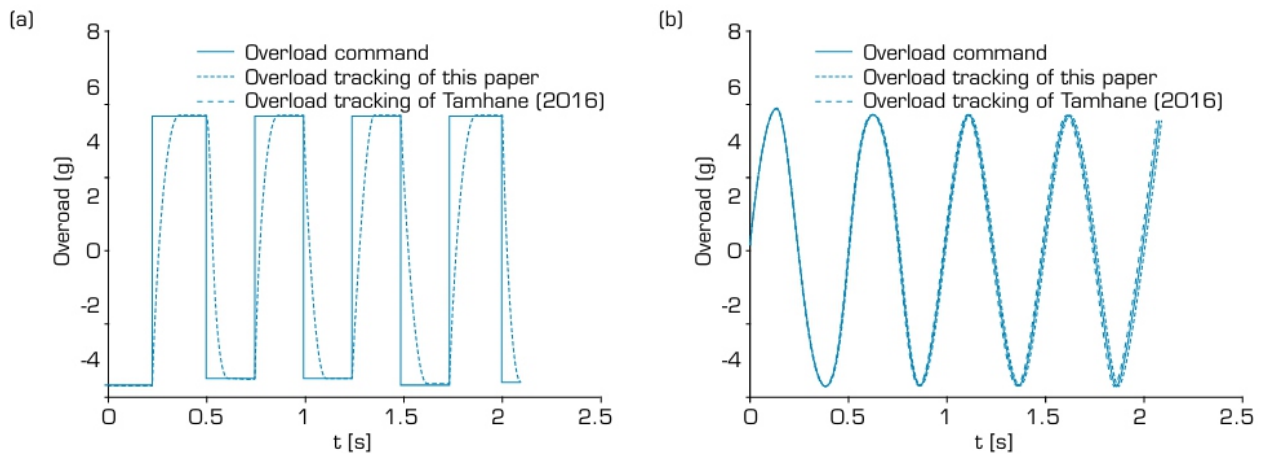 (a)
8
6
4
2
0
-2
-4
Overoad (g)
Overload command
Overload tracking of this paper
Overload tracking of Tamhane (2016)
0
0.5
1
1.5
2
2.5
t [s]
(b)
8
6
4
2
0
-2
-4
Overoad (g)
Overload command
Overload tracking of this paper
Overload tracking of Tamhane (2016)
0
0.5
1
1.5
2
2.5
t [s]